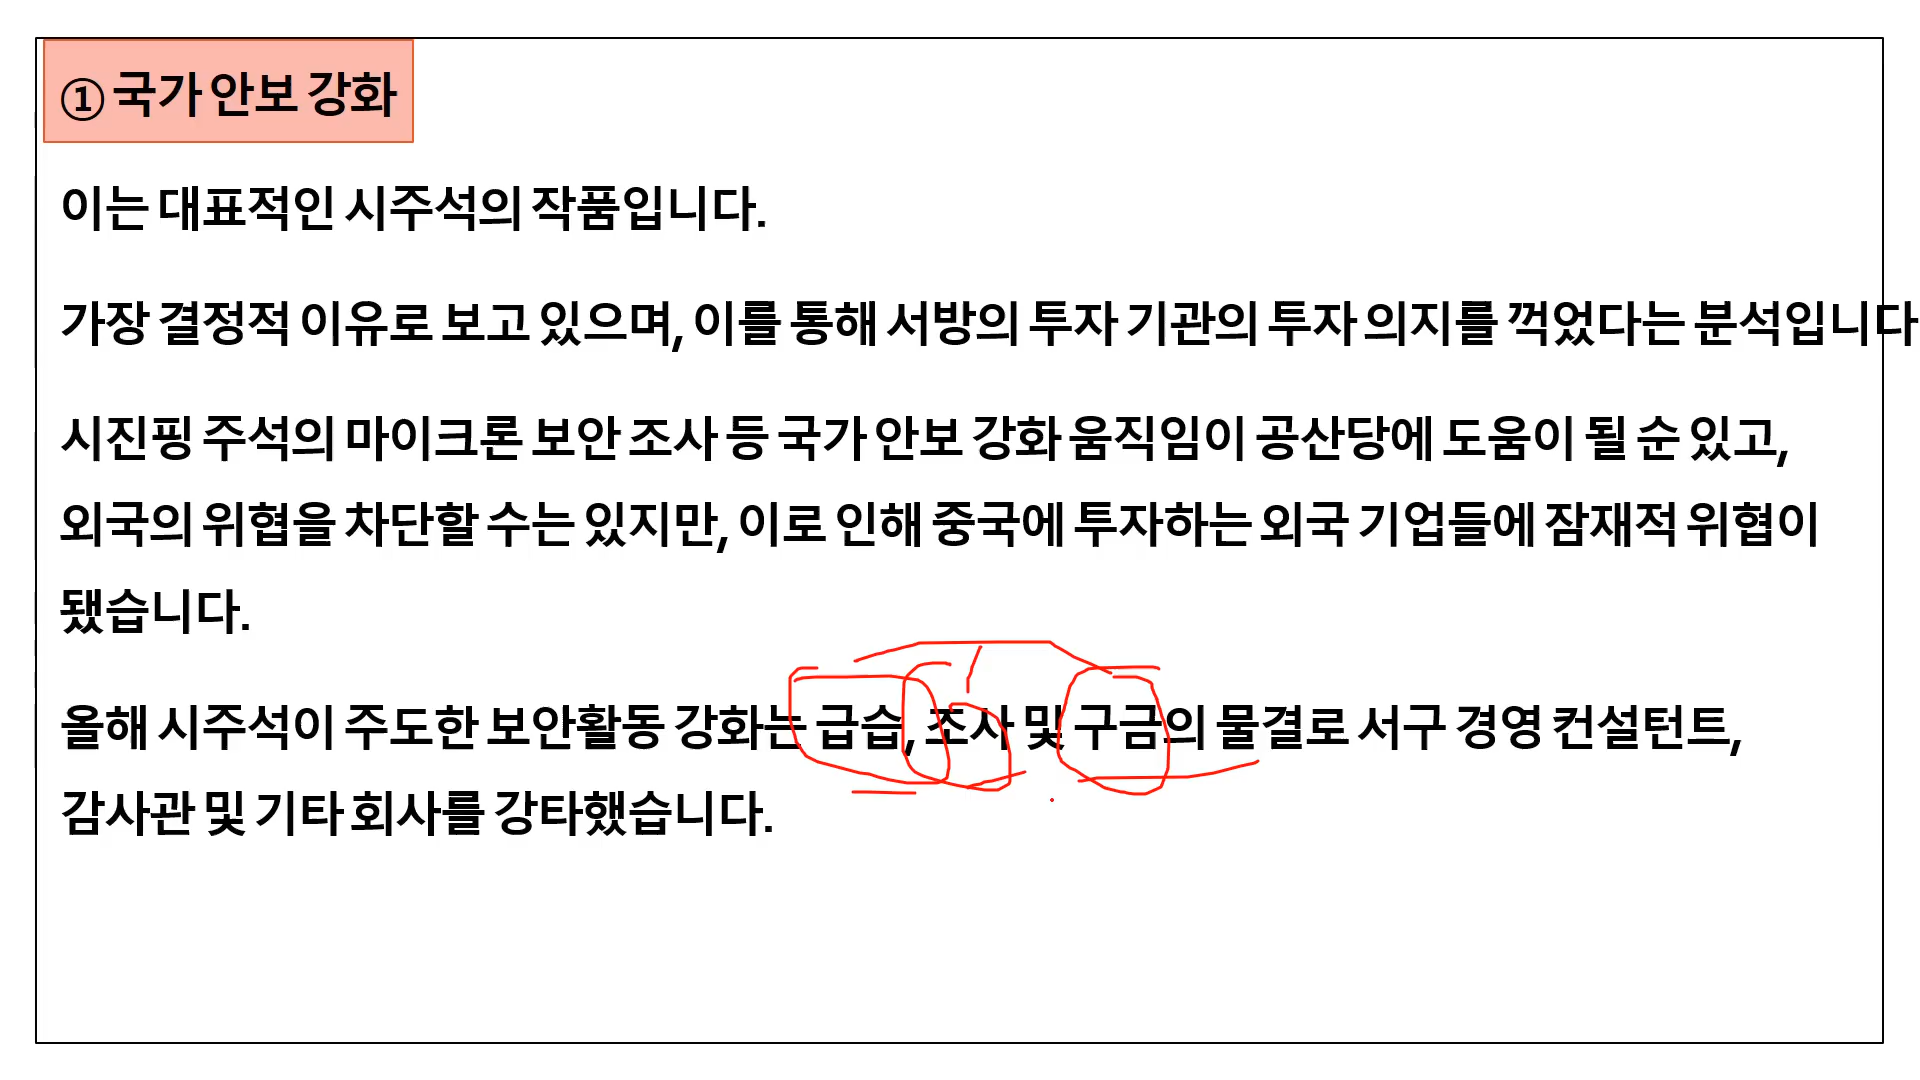 ① 국가 안보 강화
이는 대표적인 시주석의 작품입니다.
가장 결정적 이유로 보고 있으며, 이를 통해 서방의 투자 기관의 투자 의지를 꺽었다는 분석입니다
시진핑 주석의 마이크론 보안 조사 등 국가 안보 강화 움직임이 공산당에 도움이 될 순 있고,
외국의 위협을 차단할 수는 있지만, 이로 인해 중국에 투자하는 외국 기업들에 잠재적 위협이
됐습니다.
올해 시주석이 주도한 보안활동 강화는 급습, 조사 및 구금의 물결로 서구 경영 컨설턴트,
감사관 및 기타 회사를 강타했습니다.